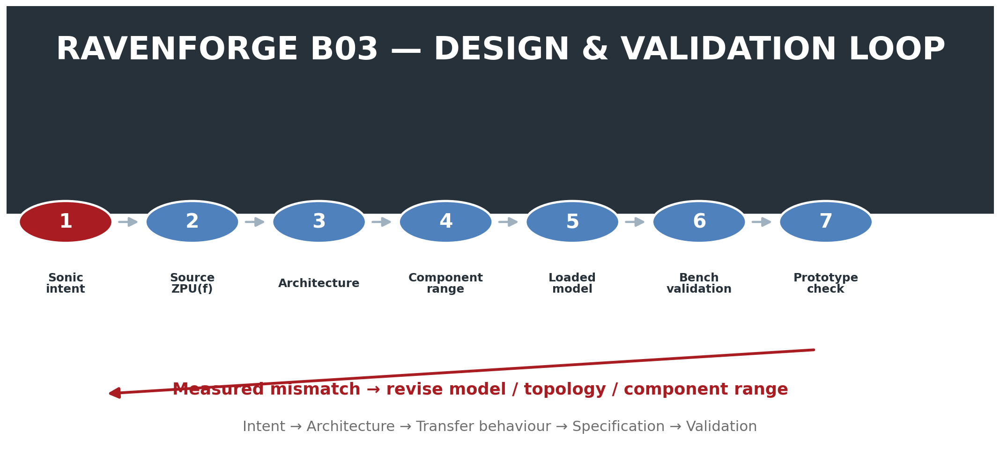 RAVENFORGE B03 — DESIGN & VALIDATION LOOP
1
2
3
4
5
6
7
Sonic
intent
Source
ZPU(f)
Architecture
Component
range
Loaded
model
Bench
validation
Prototype
check
Measured mismatch → revise model / topology / component range
Intent → Architecture → Transfer behaviour → Specification → Validation